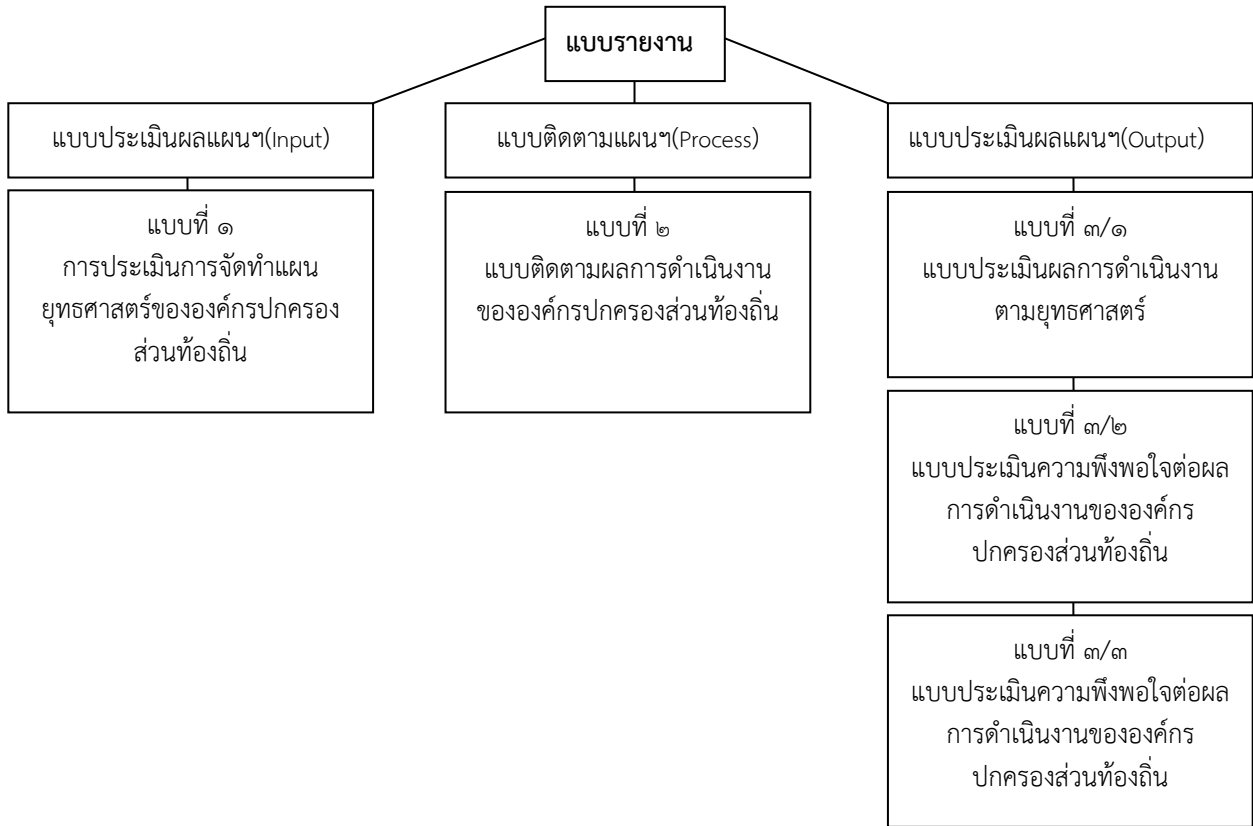 แบบรายงาน
แบบประเมินผลแผนฯ(Input)
แบบที่ ๑
การประเมินการจัดทำแผน
ยุทธศาสตร์ขององค์กรปกครอง
ส่วนท้องถิ่น
แบบติดตามแผนฯ(Process)
แบบที่ ๒
แบบติดตามผลการดำเนินงาน
ขององค์กรปกครองส่วนท้องถิ่น
แบบประเมินผลแผนฯ(Output)
แบบที่ ๓/๑
แบบประเมินผลการดำเนินงาน
ตามยุทธศาสตร์
แบบที่ ๓/๒
แบบประเมินความพึงพอใจต่อผล
การดำเนินงานขององค์กร
ปกครองส่วนท้องถิ่น
แบบที่ ๓/๓
แบบประเมินความพึงพอใจต่อผล
การดำเนินงานขององค์กร
ปกครองส่วนท้องถิ่น